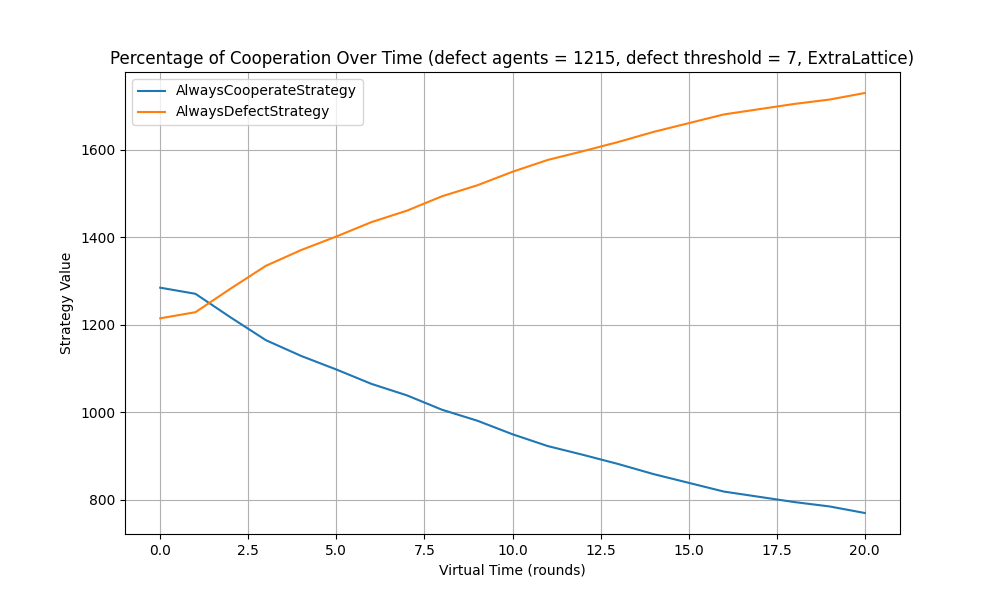 Percentage of Cooperation Over Time (defect agents = 1215, defect threshold = 7, ExtraLattice)
AlwaysCooperateStrategy
AlwaysDefectStrategy
1600
1400
1200
1000
800
Strategy Value
0.0 2.5 5.0 7.5 10.0 12.5 15.0 17.5 20.0
Virtual Time (rounds)